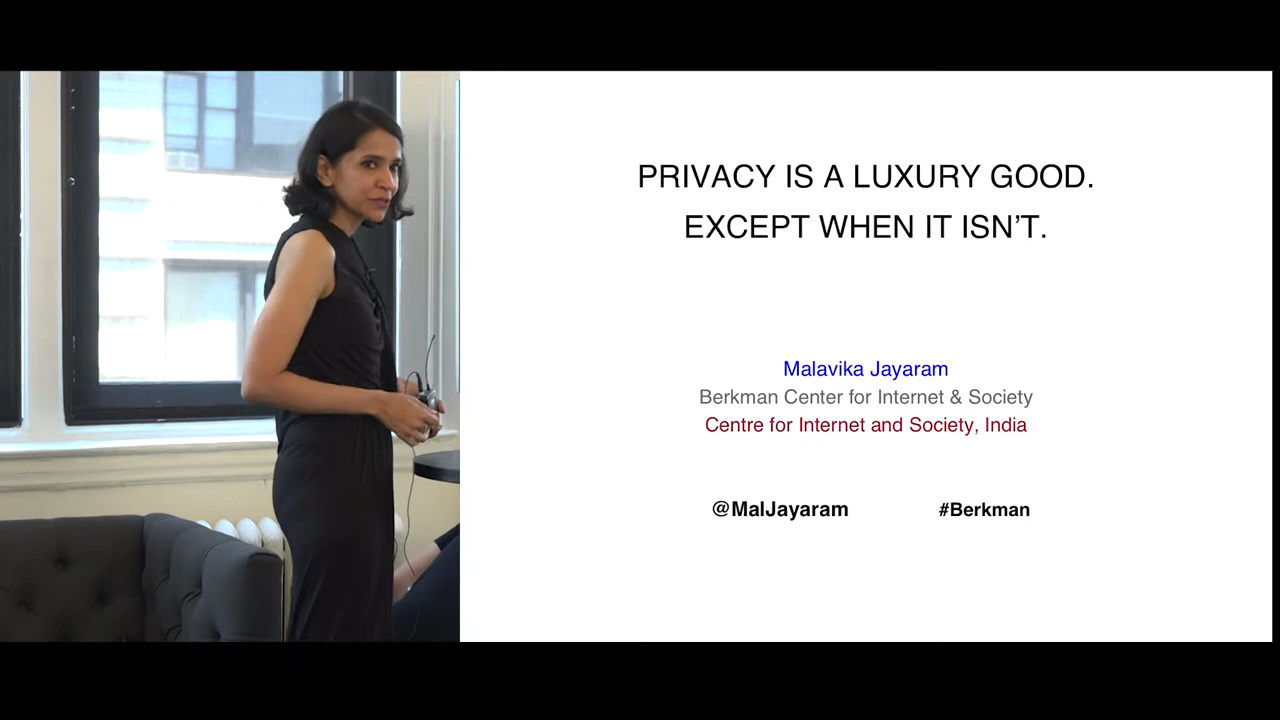 PRIVACY IS A LUXURY GOOD.
EXCEPT WHEN IT ISN’T.
Malavika Jayaram
Berkman Center for Internet & Society
Centre for Internet and Society, India
@MalJayaram #Berkman